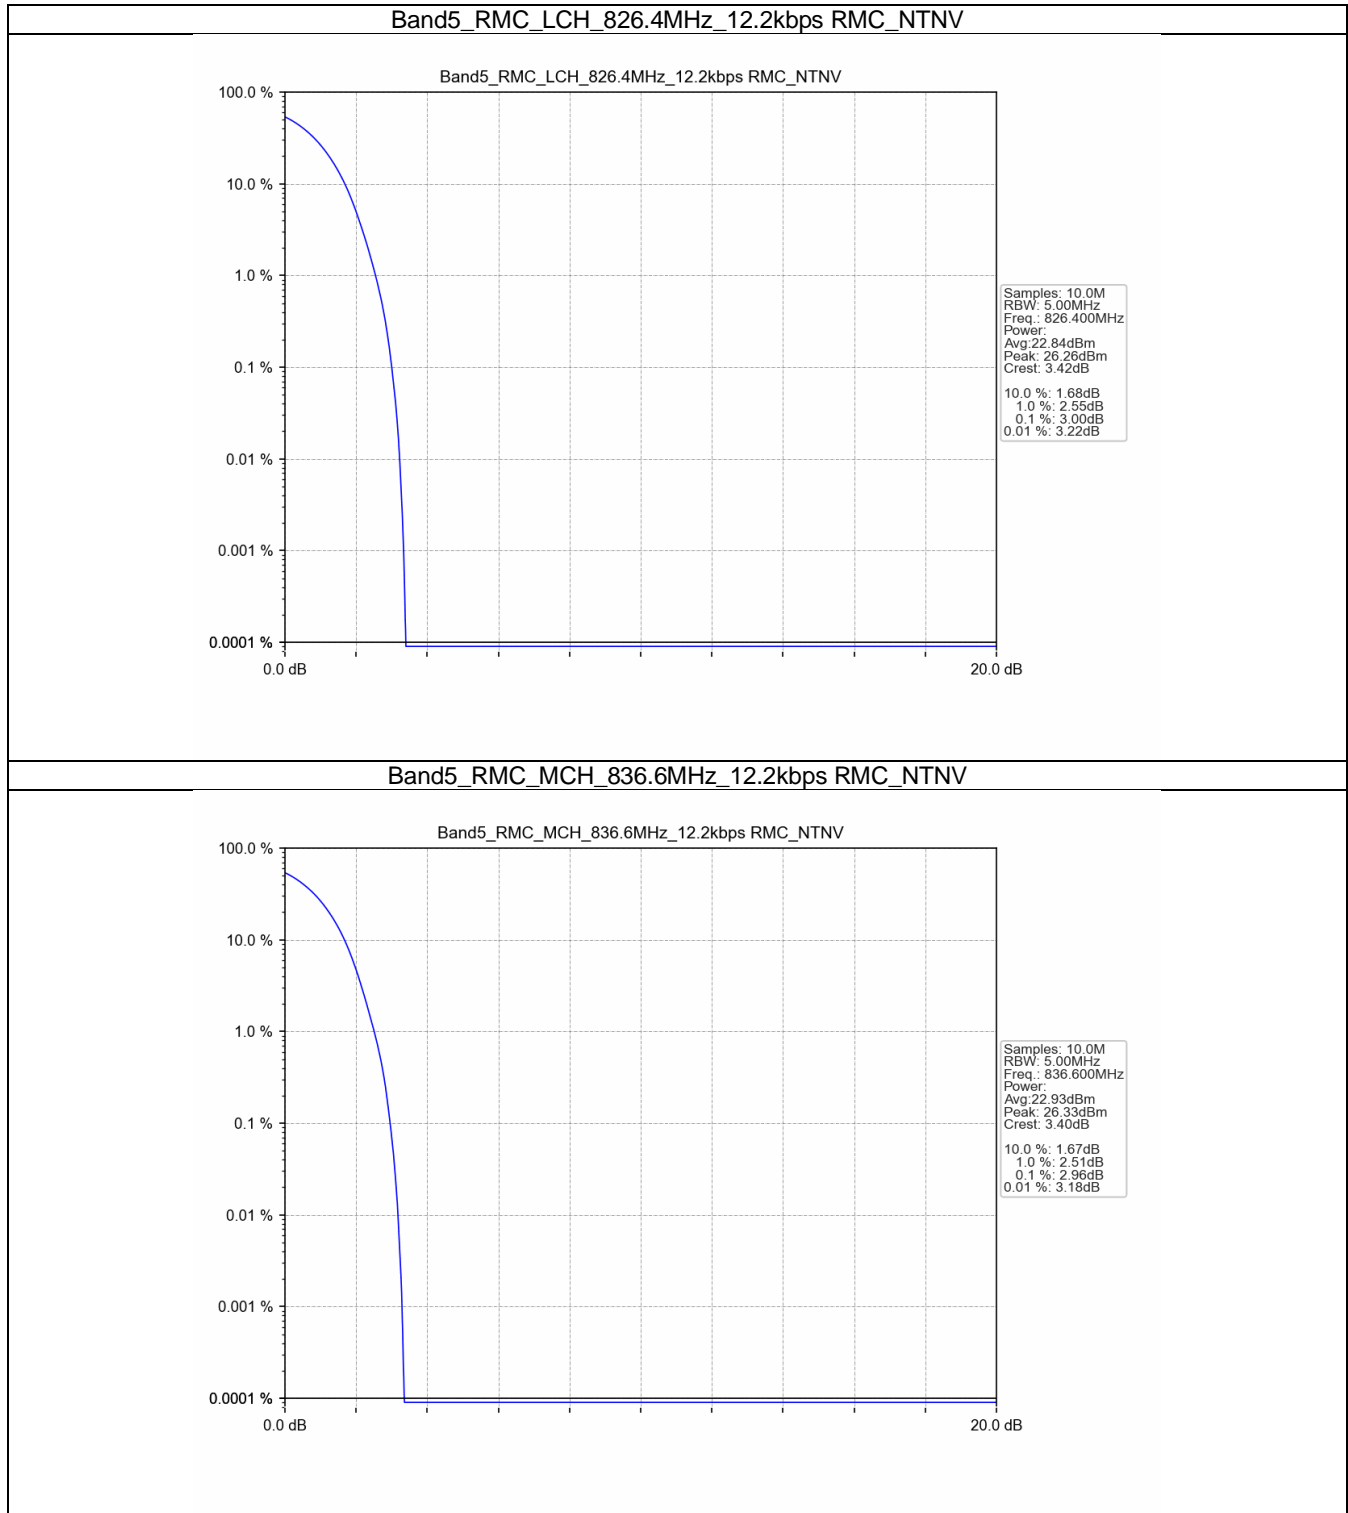 Band5_RMC_LCH_826.4MHz_12.2kbps RMC_NTNV
Band5_RMC_LCH_826.4MHz_12.2kbps RMC_NTNV
100.0 %
10.0 %
1.0 %
0.1 %
0.01 %
0.001 %
0.0001 %
0.0 dB
20.0 dB
Samples: 10.0M
RBW: 5.00MHz
Freq.: 826.400MHz
Power:
Avg:22.84dBm
Peak: 26.26dBm
Crest: 3.42dB
10.0 %: 1.68dB
1.0 %: 2.55dB
0.1 %: 3.00dB
0.01 %: 3.22dB
Band5_RMC_MCH_836.6MHz_12.2kbps RMC_NTNV
Band5_RMC_MCH_836.6MHz_12.2kbps RMC_NTNV
100.0 %
10.0 %
1.0 %
0.1 %
0.01 %
0.001 %
0.0001 %
0.0 dB
20.0 dB
Samples: 10.0M
RBW: 5.00MHz
Freq.: 836.600MHz
Power:
Avg:22.93dBm
Peak: 26.33dBm
Crest: 3.40dB
10.0 %: 1.67dB
1.0 %: 2.51dB
0.1 %: 2.96dB
0.01 %: 3.18dB